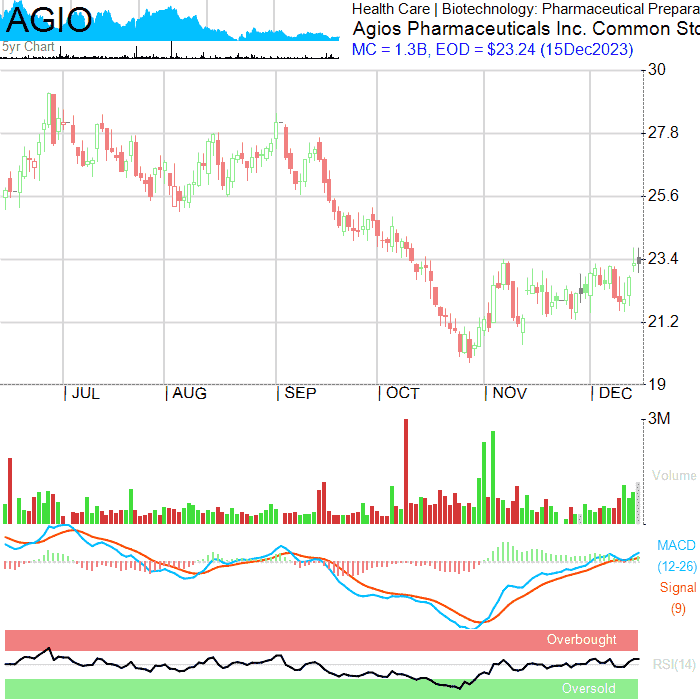 AGIO
5yr Chart
Health Care | Biotechnology: Pharmaceutical Prepara
Agios Pharmaceuticals Inc. Common Sto
MC = 1.3B, EOD = $23.24 (15Dec2023)
30
27.8
25.6
23.4
21.2
19
| JUL | AUG | SEP | OCT | NOV | DEC
3M
Volume
MACD
(12-26)
Signal
(9)
Overbought
RSI(14)
Oversold